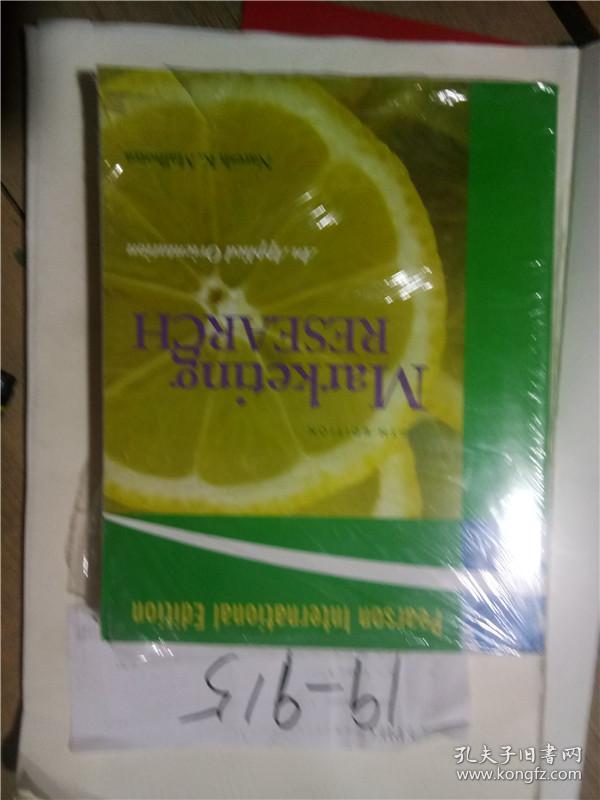 19-915
Pearson International Edition
EDITION
Marketing
RESEARCH
An Applied Orientation
Naresh K. Malhotra
孔夫子旧书网
www.kongfz.com